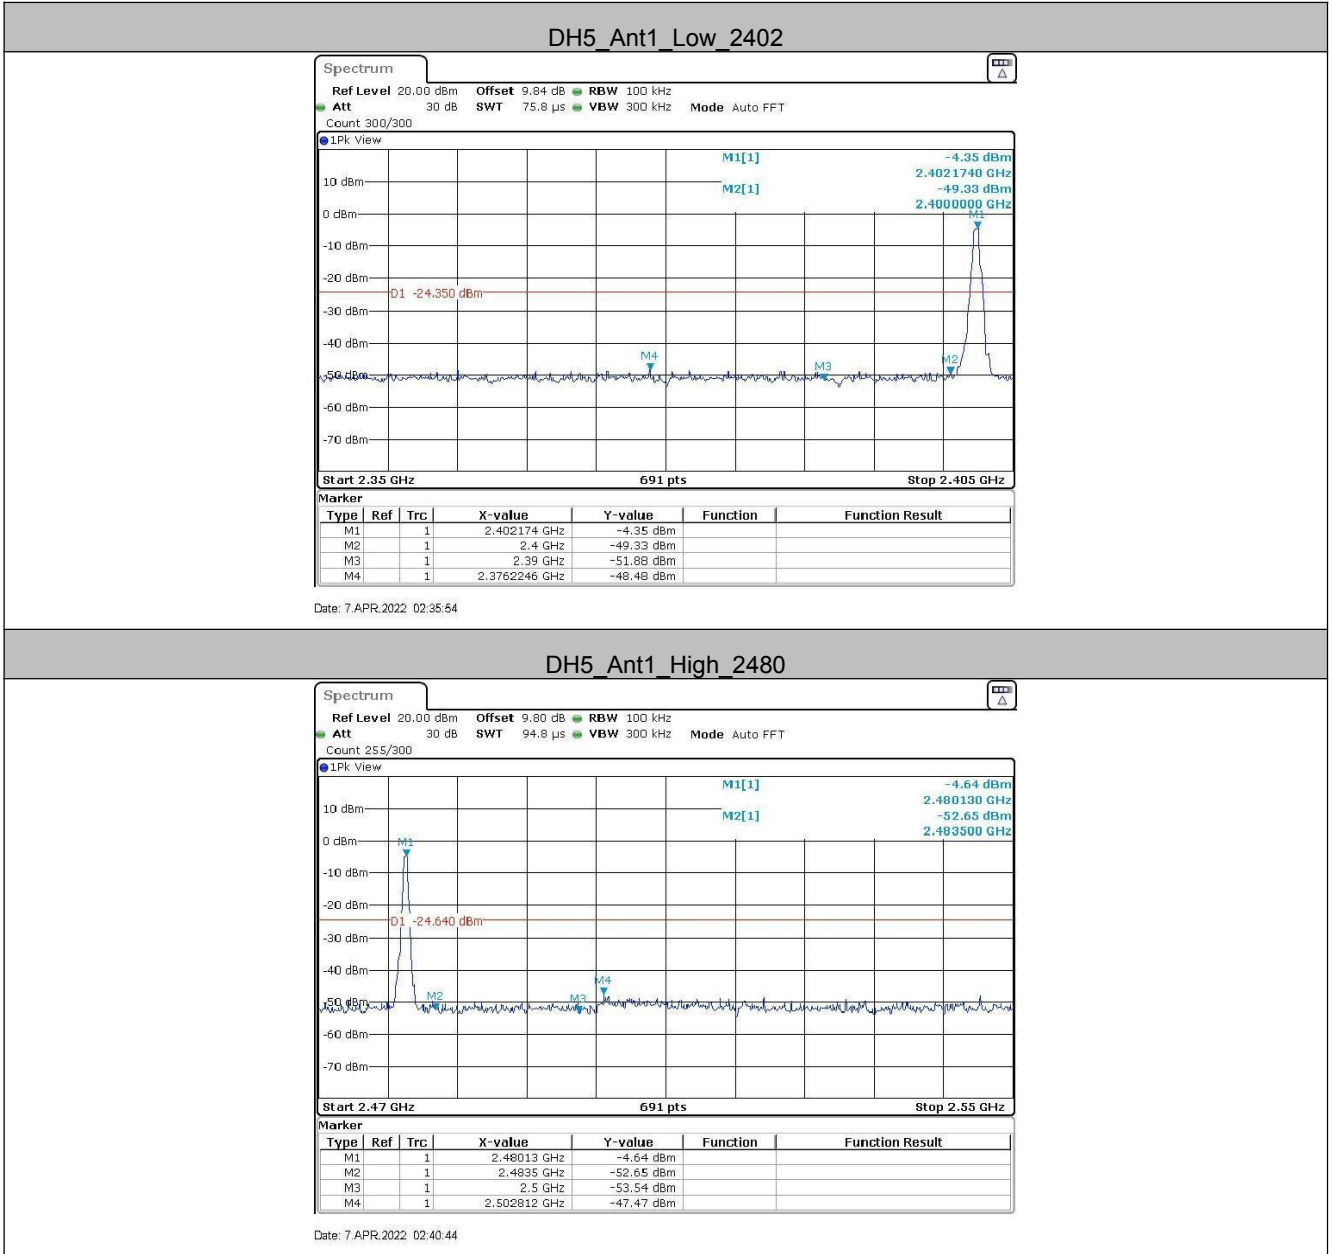 DH5_Ant1_Low_2402
Spectrum
Ref Level 20.00 dBm Offset 9.84 dB RBW 100 kHz
Att 30 dB SWT 75.8 µs VBW 300 kHz Mode Auto FFT
Count 300/300
1Pk View
M1[1] -4.35 dBm
2.4021740 GHz
M2[1] -49.33 dBm
2.4000000 GHz
10 dBm
0 dBm
M1
-10 dBm
-20 dBm
D1 -24.350 dBm
-30 dBm
-40 dBm
M4 M3 M2
-50 dBm
-60 dBm
-70 dBm
Start 2.35 GHz 691 pts Stop 2.405 GHz
Marker
Type Ref Trc X-value Y-value Function Function Result
M1 1 2.402174 GHz -4.35 dBm
M2 1 2.4 GHz -49.33 dBm
M3 1 2.39 GHz -51.88 dBm
M4 1 2.3762246 GHz -48.48 dBm
Date: 7.APR.2022 02:35:54
DH5_Ant1_High_2480
Spectrum
Ref Level 20.00 dBm Offset 9.80 dB RBW 100 kHz
Att 30 dB SWT 94.8 µs VBW 300 kHz Mode Auto FFT
Count 255/300
1Pk View
M1[1] -4.64 dBm
2.480130 GHz
M2[1] -52.65 dBm
2.483500 GHz
10 dBm
0 dBm
M1
-10 dBm
-20 dBm
D1 -24.640 dBm
-30 dBm
-40 dBm
M2 M3 M4
-50 dBm
-60 dBm
-70 dBm
Start 2.47 GHz 691 pts Stop 2.55 GHz
Marker
Type Ref Trc X-value Y-value Function Function Result
M1 1 2.48013 GHz -4.64 dBm
M2 1 2.4835 GHz -52.65 dBm
M3 1 2.5 GHz -53.54 dBm
M4 1 2.502812 GHz -47.47 dBm
Date: 7.APR.2022 02:40:44